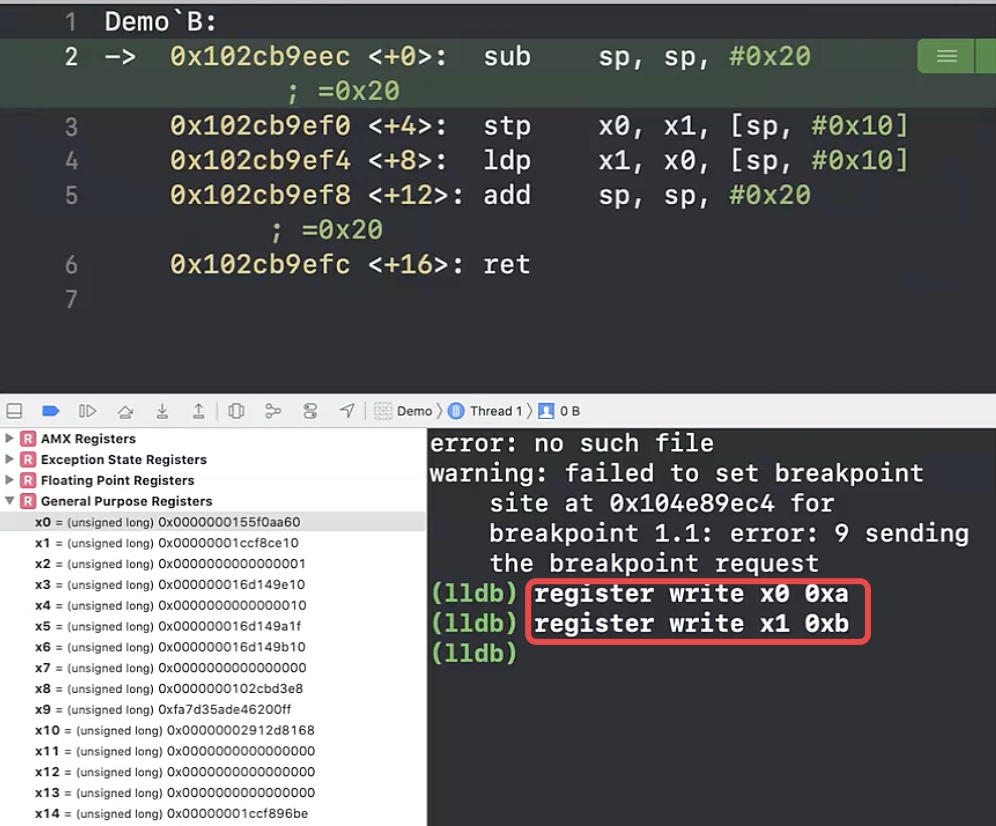 1 Demo`B:
2 -> 0x102cb9eec <+0>: sub sp, sp, #0x20
; =0x20
3 0x102cb9ef0 <+4>: stp x0, x1, [sp, #0x10]
4 0x102cb9ef4 <+8>: ldp x1, x0, [sp, #0x10]
5 0x102cb9ef8 <+12>: add sp, sp, #0x20
; =0x20
6 0x102cb9efc <+16>: ret
7
Demo 〉 Thread 1 〉 0 B
AMX Registers
Exception State Registers
Floating Point Registers
General Purpose Registers
x0 = (unsigned long) 0x0000000155f0aa60
x1 = (unsigned long) 0x00000001ccf8ce10
x2 = (unsigned long) 0x0000000000000001
x3 = (unsigned long) 0x000000016d149e10
x4 = (unsigned long) 0x0000000000000010
x5 = (unsigned long) 0x000000016d149a1f
x6 = (unsigned long) 0x000000016d149b10
x7 = (unsigned long) 0x0000000000000000
x8 = (unsigned long) 0x0000000102cbd3e8
x9 = (unsigned long) 0xfa7d35ade46200ff
x10 = (unsigned long) 0x00000002912d8168
x11 = (unsigned long) 0x0000000000000000
x12 = (unsigned long) 0x0000000000000000
x13 = (unsigned long) 0x0000000000000000
x14 = (unsigned long) 0x00000001ccf896be
error: no such file
warning: failed to set breakpoint
site at 0x104e89ec4 for
breakpoint 1.1: error: 9 sending
the breakpoint request
(lldb) register write x0 0xa
(lldb) register write x1 0xb
(lldb)